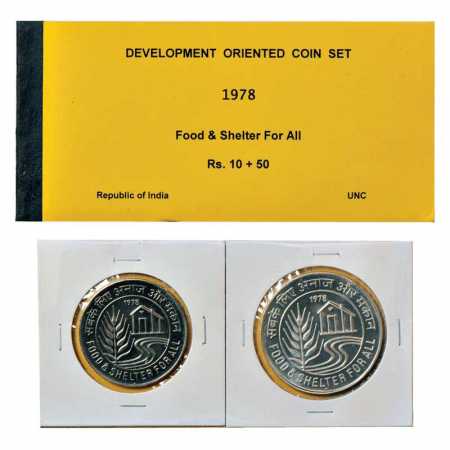 DEVELOPMENT ORIENTED COIN SET
1978
Food & Shelter For All
Rs. 10 + 50
Republic of India UNC
सबके लिए अनाज और मकान
1978
FOOD & SHELTER FOR ALL
सबके लिए अनाज और मकान
1978
FOOD & SHELTER FOR ALL